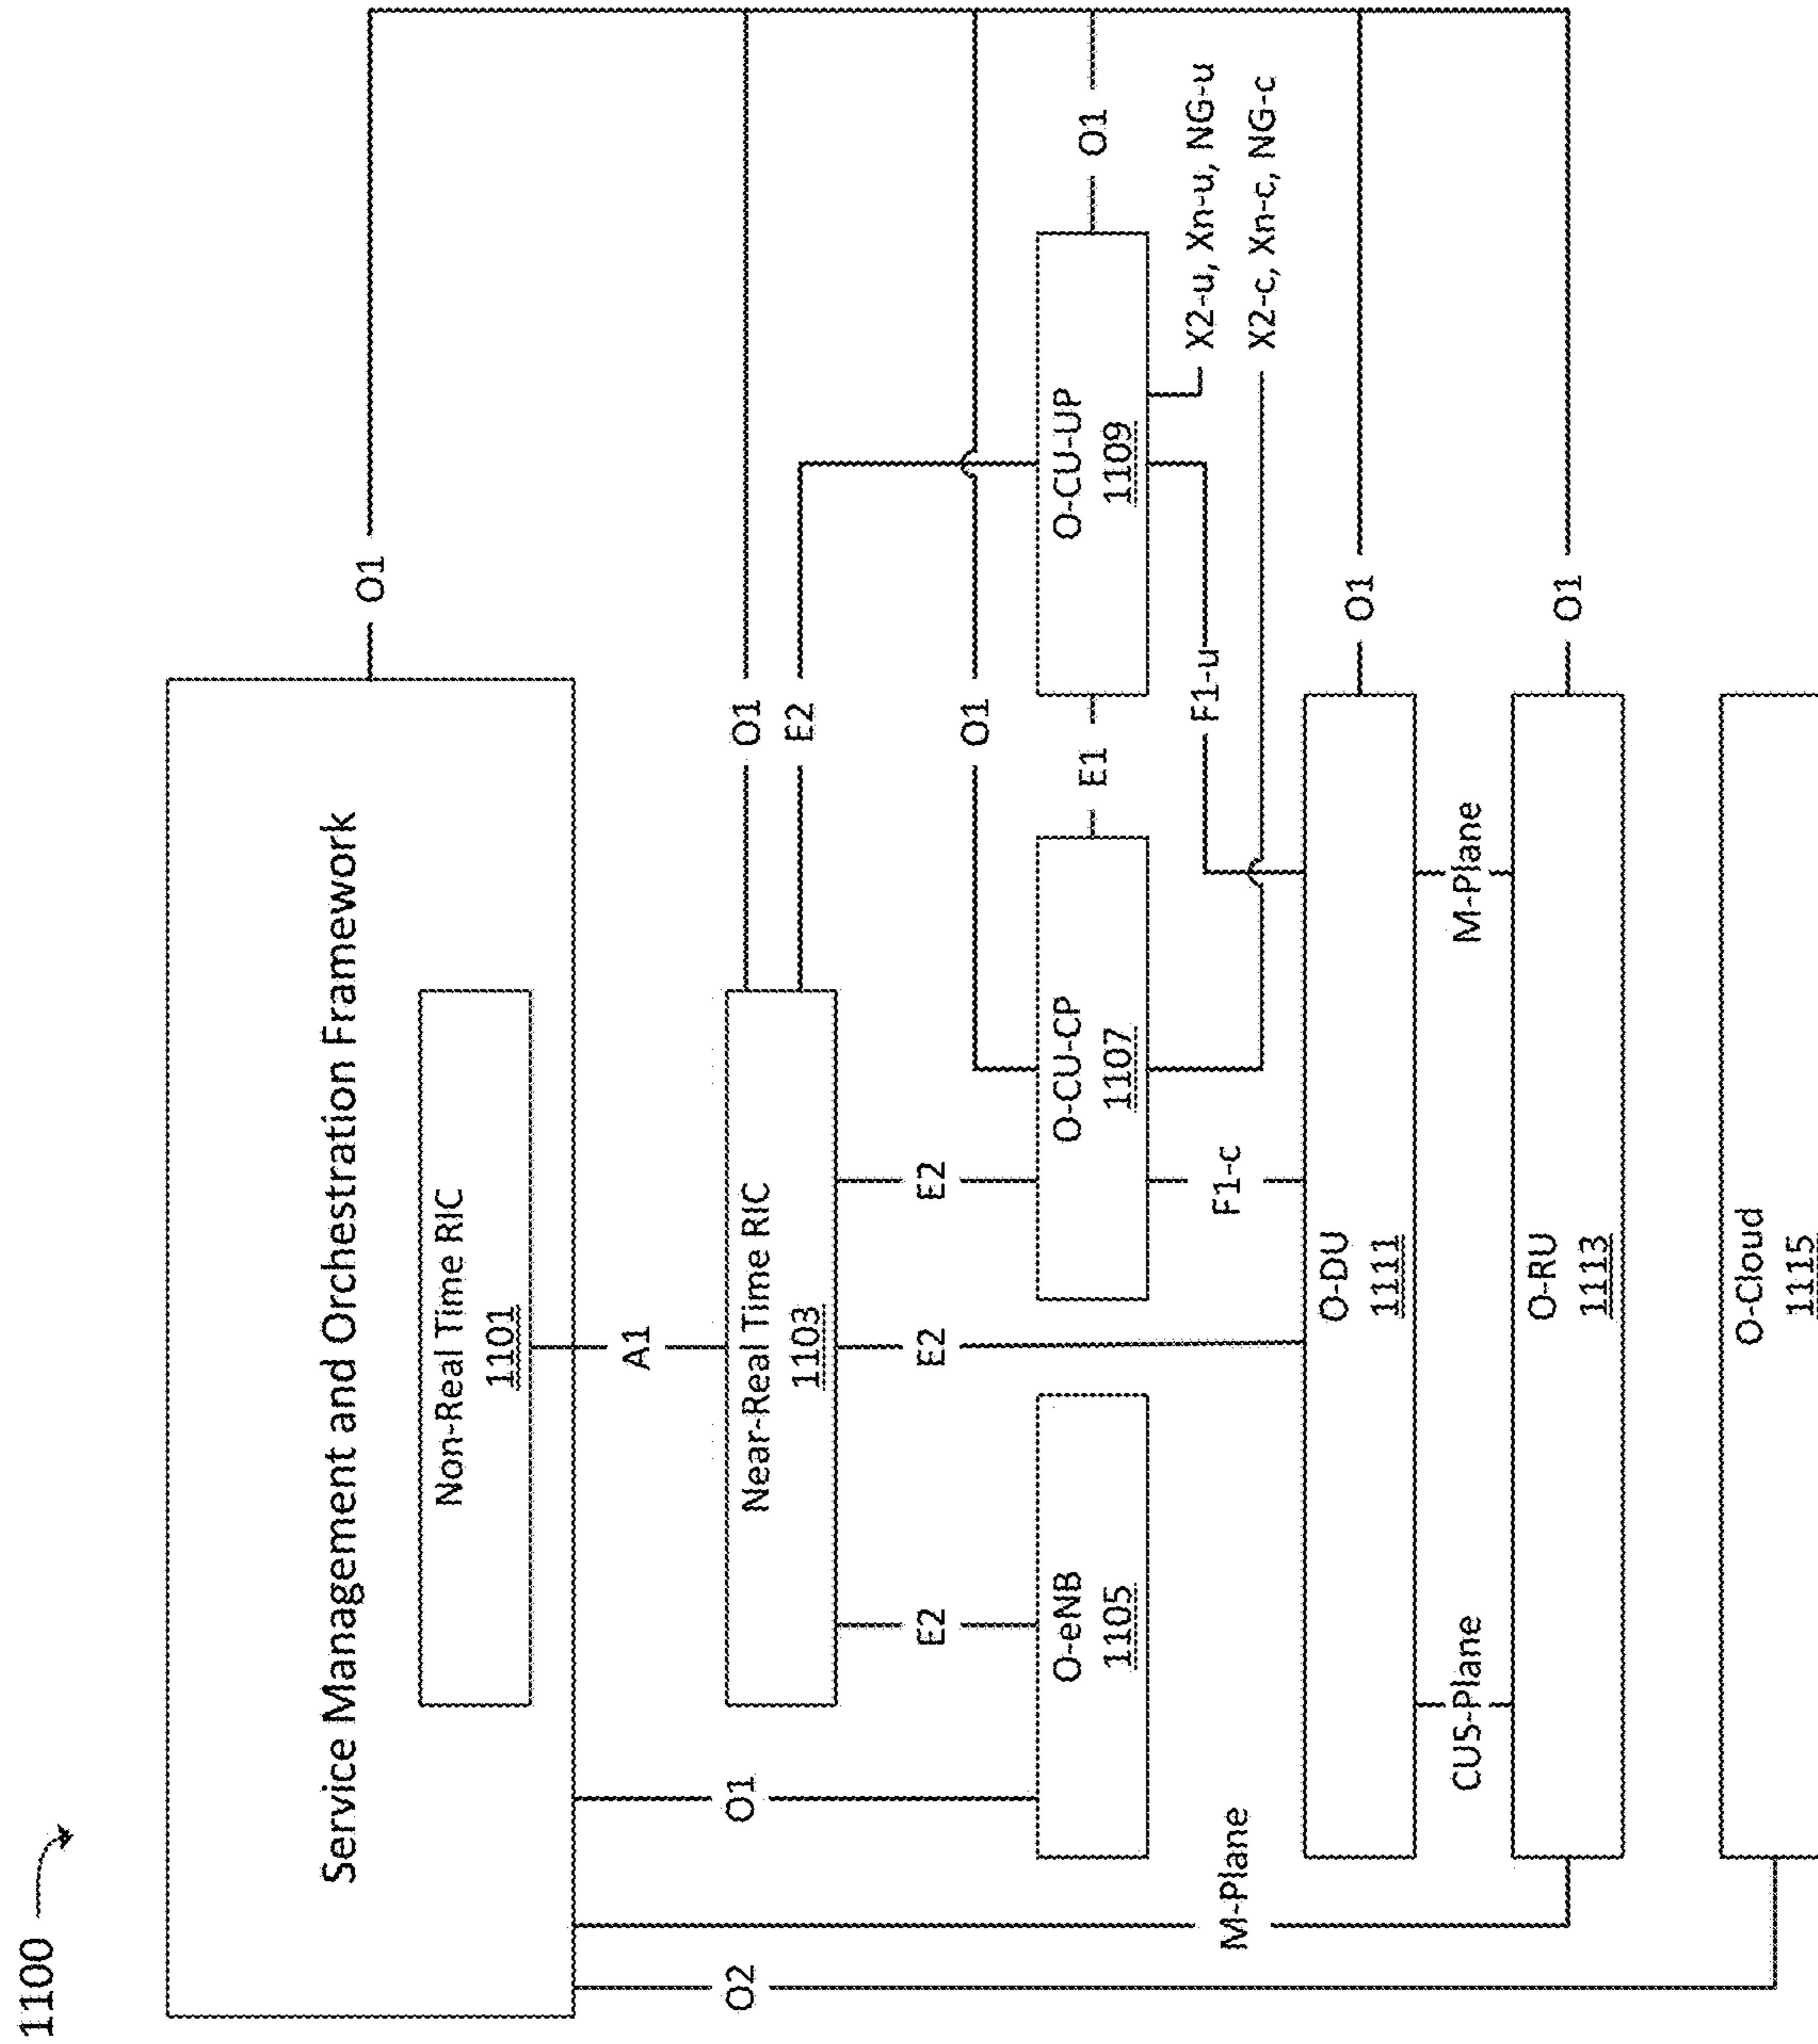 1100
Service Management and Orchestration Framework
Non-Real Time RIC
1101
O1
A1
O2
O1
Near-Real Time RIC
1103
O1
E2
E2
E2
E2
O1
O-eNB
1105
O-CU-CP
1107
E1
O-CU-UP
1109
O1
X2-u, Xn-u, NG-u
X2-c, Xn-c, NG-c
F1-u
F1-c
M-Plane
O-DU
1111
O1
CUS-Plane
M-Plane
O-RU
1113
O1
O-Cloud
1115